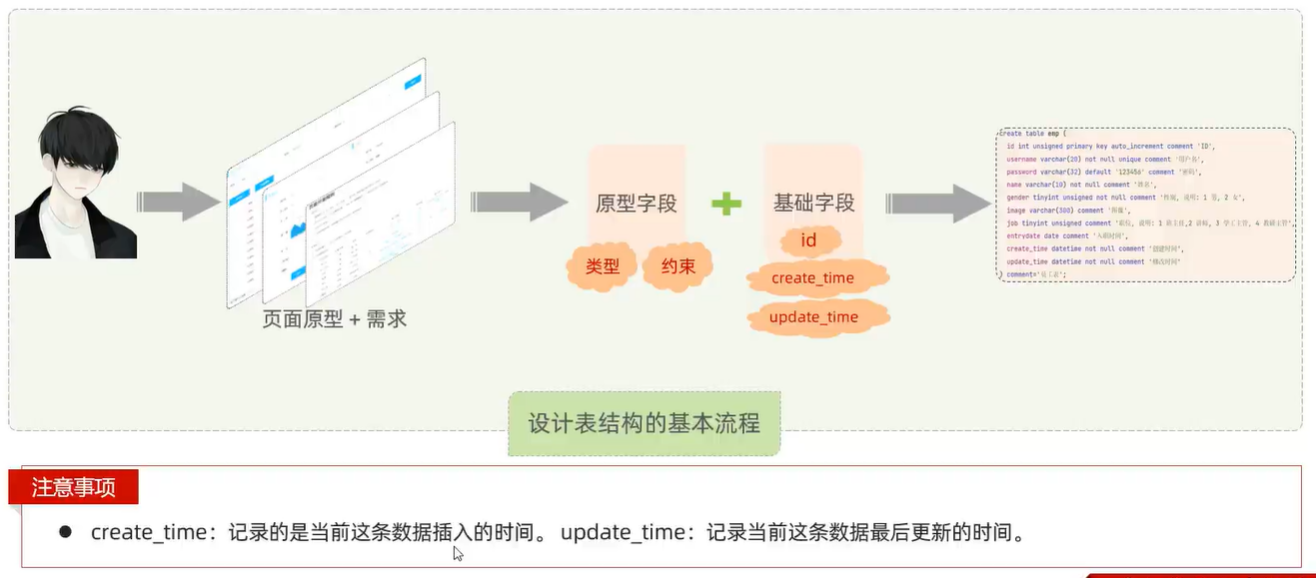 原型字段
基础字段
id
类型
约束
create_time
update_time
页面原型 + 需求
create table emp (
id int unsigned primary key auto_increment comment 'ID',
username varchar(20) not null unique comment '用户名',
password varchar(32) default '123456' comment '密码',
name varchar(10) not null comment '姓名',
gender tinyint unsigned not null comment '性别, 说明: 1 男, 2 女',
image varchar(300) comment '图像',
job tinyint unsigned comment '职位, 说明: 1 班主任,2 讲师, 3 学工主管, 4 教研主管',
entrydate date comment '入职时间',
create_time datetime not null comment '创建时间',
update_time datetime not null comment '修改时间'
) comment='员工表';
设计表结构的基本流程
注意事项
● create_time：记录的是当前这条数据插入的时间。 update_time：记录当前这条数据最后更新的时间。